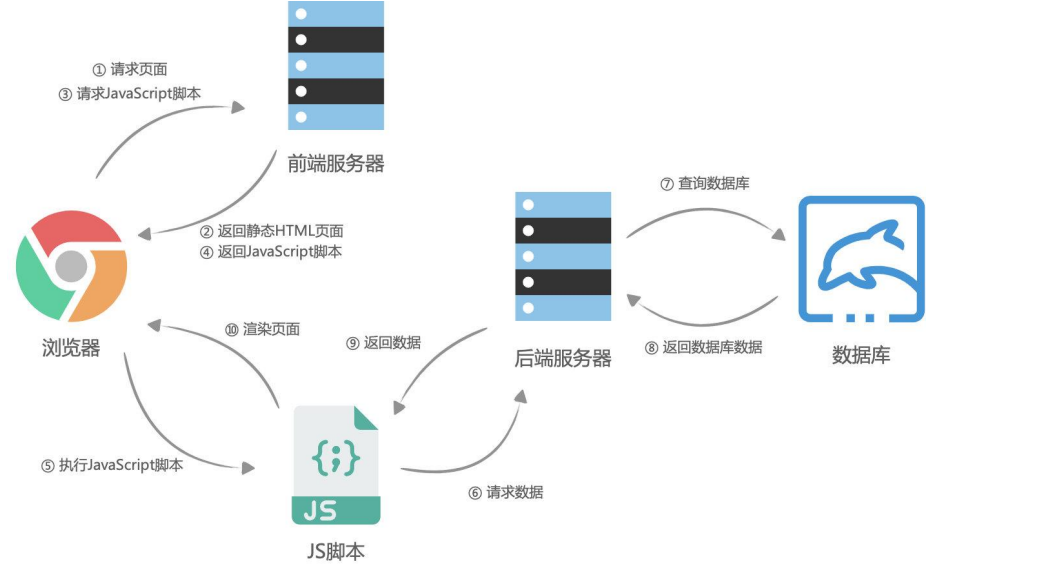 ① 请求页面
③ 请求JavaScript脚本
前端服务器
② 返回静态HTML页面
④ 返回JavaScript脚本
⑦ 查询数据库
浏览器
⑩ 渲染页面
⑨ 返回数据
后端服务器
⑧ 返回数据库数据
数据库
⑤ 执行JavaScript脚本
{;}
⑥ 请求数据
JS
JS脚本